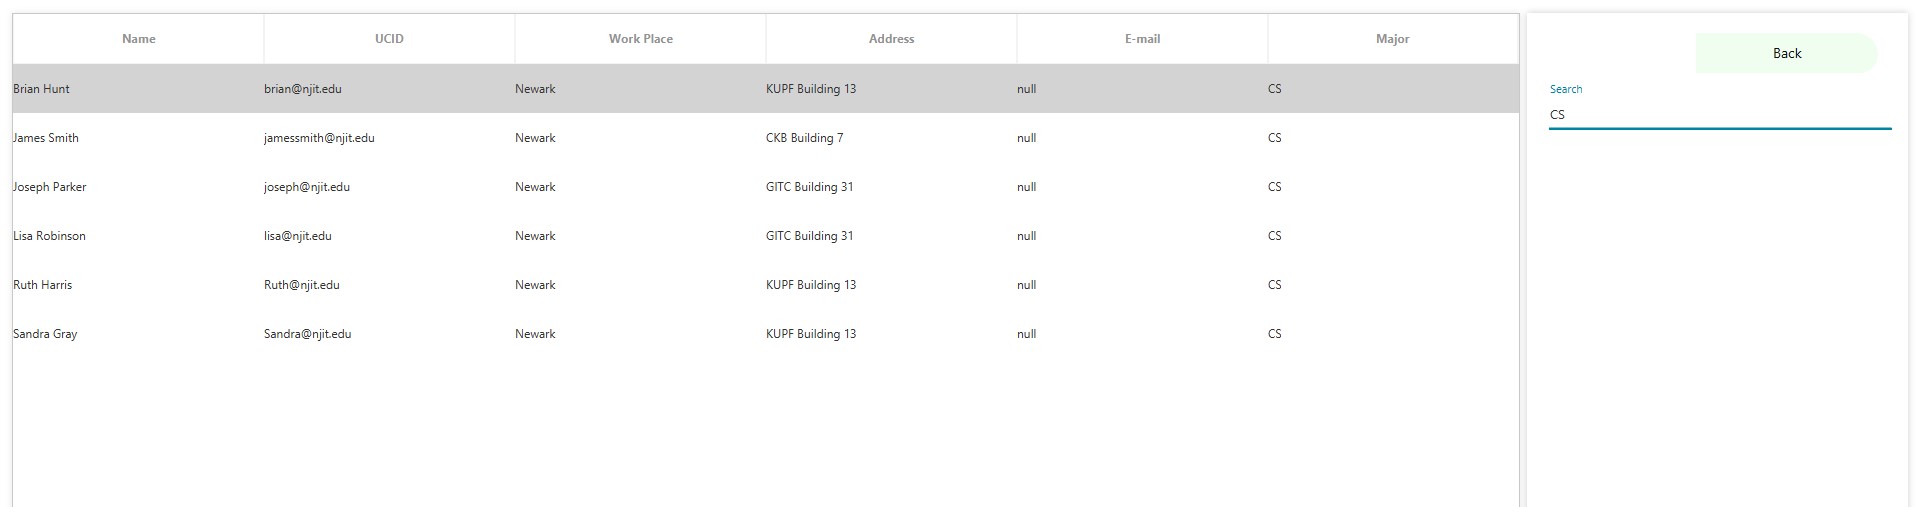 Name UCID Work Place Address E-mail Major
Brian Hunt brian@njit.edu Newark KUPF Building 13 null CS
James Smith jamessmith@njit.edu Newark CKB Building 7 null CS
Joseph Parker joseph@njit.edu Newark GITC Building 31 null CS
Lisa Robinson lisa@njit.edu Newark GITC Building 31 null CS
Ruth Harris Ruth@njit.edu Newark KUPF Building 13 null CS
Sandra Gray Sandra@njit.edu Newark KUPF Building 13 null CS
Back
Search
CS